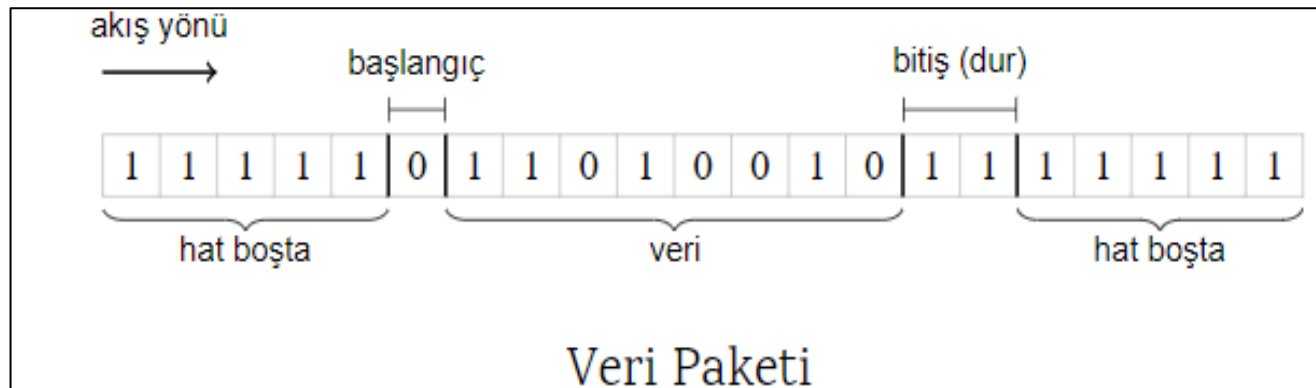 akış yönü
başlangıç
bitiş (dur)
1 1 1 1 1 0 1 1 0 1 0 0 1 0 1 1 1 1 1 1 1
hat boşta
veri
hat boşta
Veri Paketi